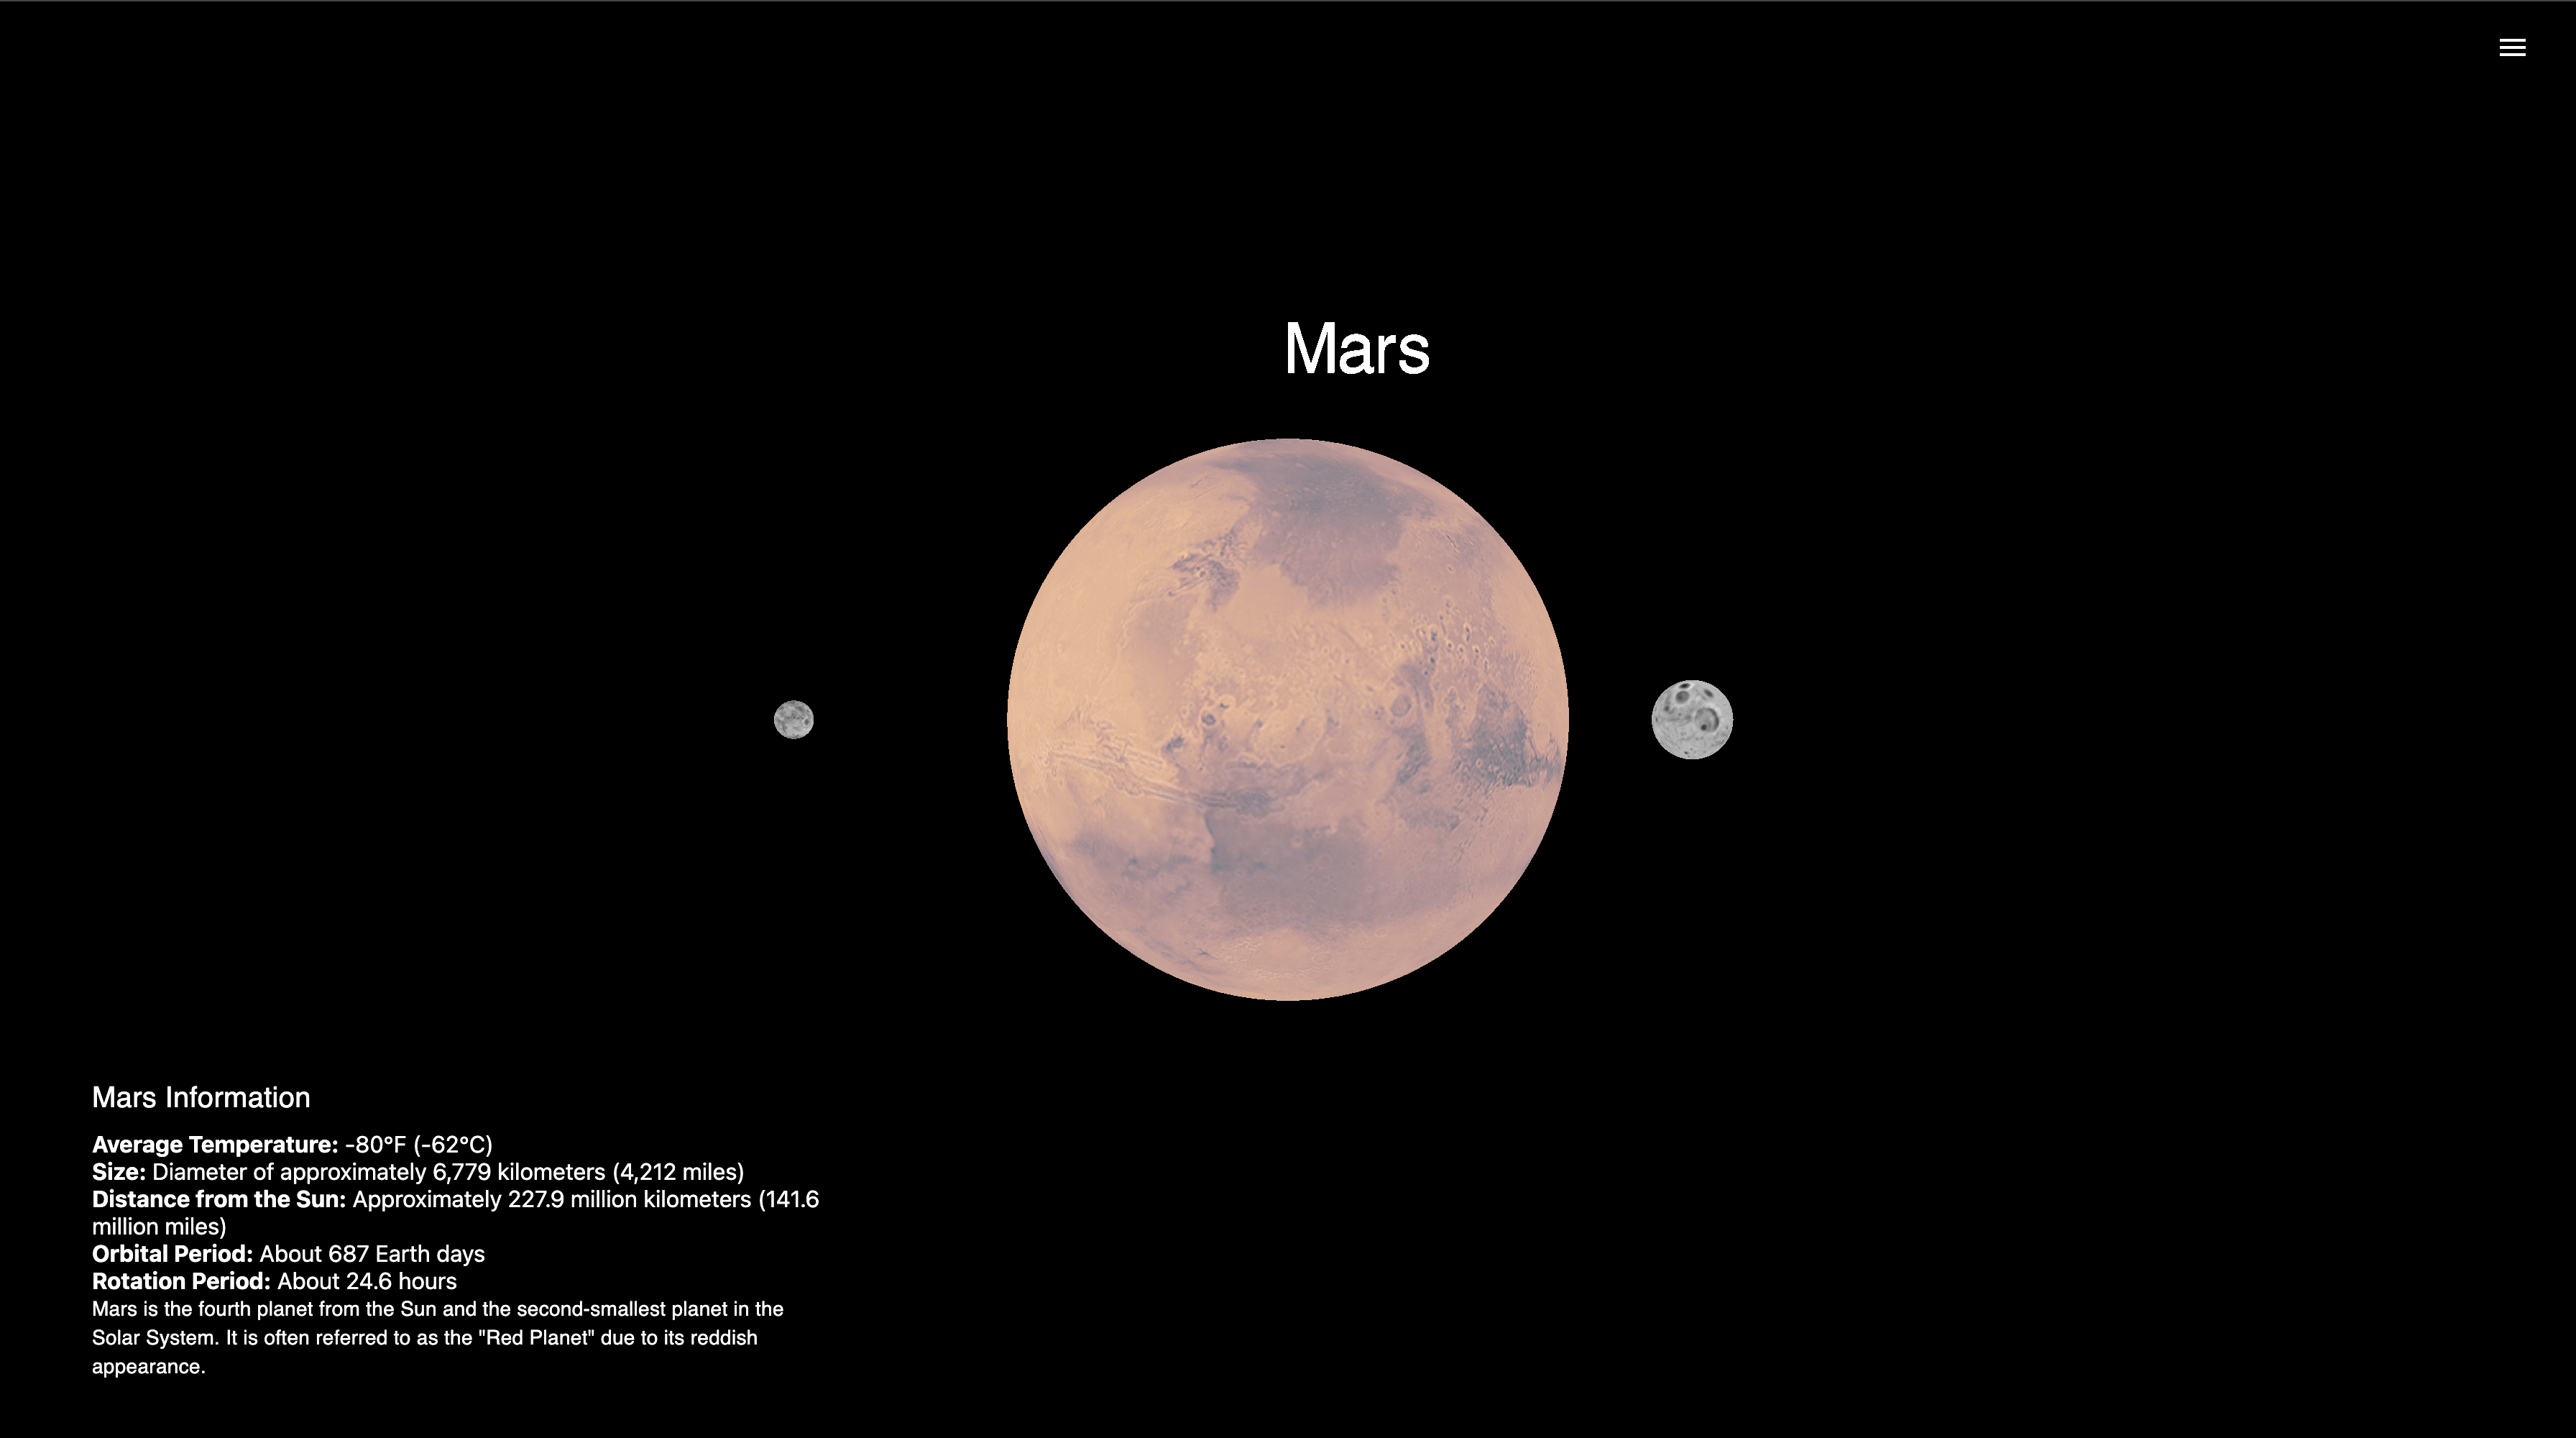 Mars
Mars Information
Average Temperature: -80°F (-62°C)
Size: Diameter of approximately 6,779 kilometers (4,212 miles)
Distance from the Sun: Approximately 227.9 million kilometers (141.6
million miles)
Orbital Period: About 687 Earth days
Rotation Period: About 24.6 hours
Mars is the fourth planet from the Sun and the second-smallest planet in the
Solar System. It is often referred to as the "Red Planet" due to its reddish
appearance.